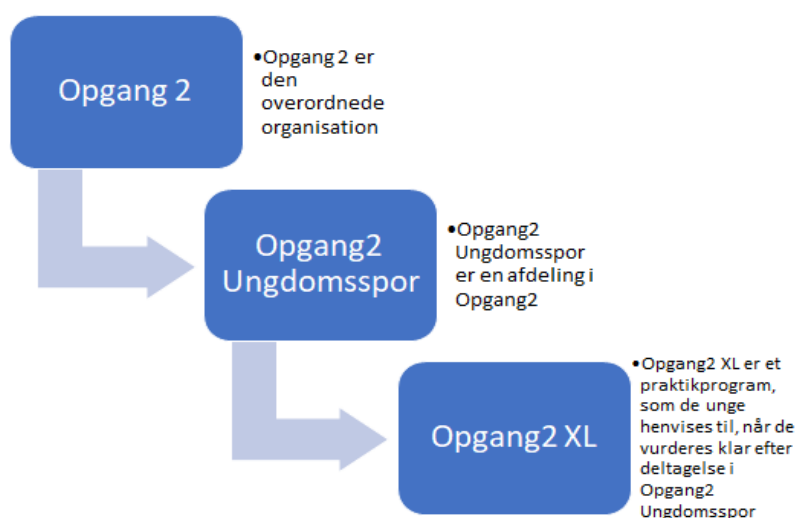 Opgang 2
•Opgang 2 er
den
overordnede
organisation
Opgang2
Ungdomsspor
•Opgang2
Ungdomsspor
er en afdeling i
Opgang2
Opgang2 XL
•Opgang2 XL er et
praktikprogram,
som de unge
henvises til, når de
vurderes klar efter
deltagelse i
Opgang2
Ungdomsspor